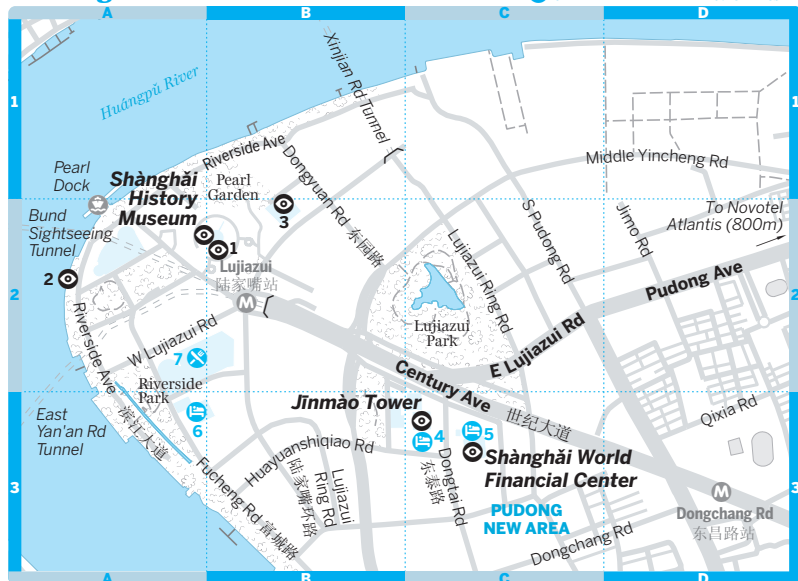 A
B
C
D
1
1
Huángpǔ River
Xinjian Rd Tunnel
Riverside Ave
Middle Yincheng Rd
Pearl
Dock
Shànghǎi
History
Museum
Pearl
Garden
Dongyuan Rd 东园路
3
S Pudong Rd
Jimo Rd
To Novotel
Atlantis (800m)
Bund
Sightseeing
Tunnel
1
Lujiazui
陆家嘴站
M
2
2
2
Lujiazui Ring Rd
Pudong Ave
Lujiazui
Park
Riverside Ave
W Lujiazui Rd
7
E Lujiazui Rd
Century Ave
世纪大道
Riverside
Park
Jīnmào Tower
6
4
5
Qixia Rd
East
Yan'an Rd
Tunnel
滨江大道
Huayuanshiqiao Rd
Shànghǎi World
Financial Center
3
3
Fucheng Rd 富城路
陆家嘴环路
Lujiazui
Ring Rd
Dongtai Rd
东泰路
PUDONG
NEW AREA
M
Dongchang Rd
东昌路站
Dongchang Rd
A
B
C
D